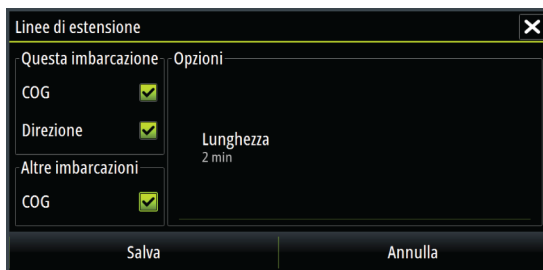 Linee di estensione
Questa imbarcazione
COG
Direzione
Altre imbarcazioni
COG
Opzioni
Lunghezza
2 min
Salva
Annulla